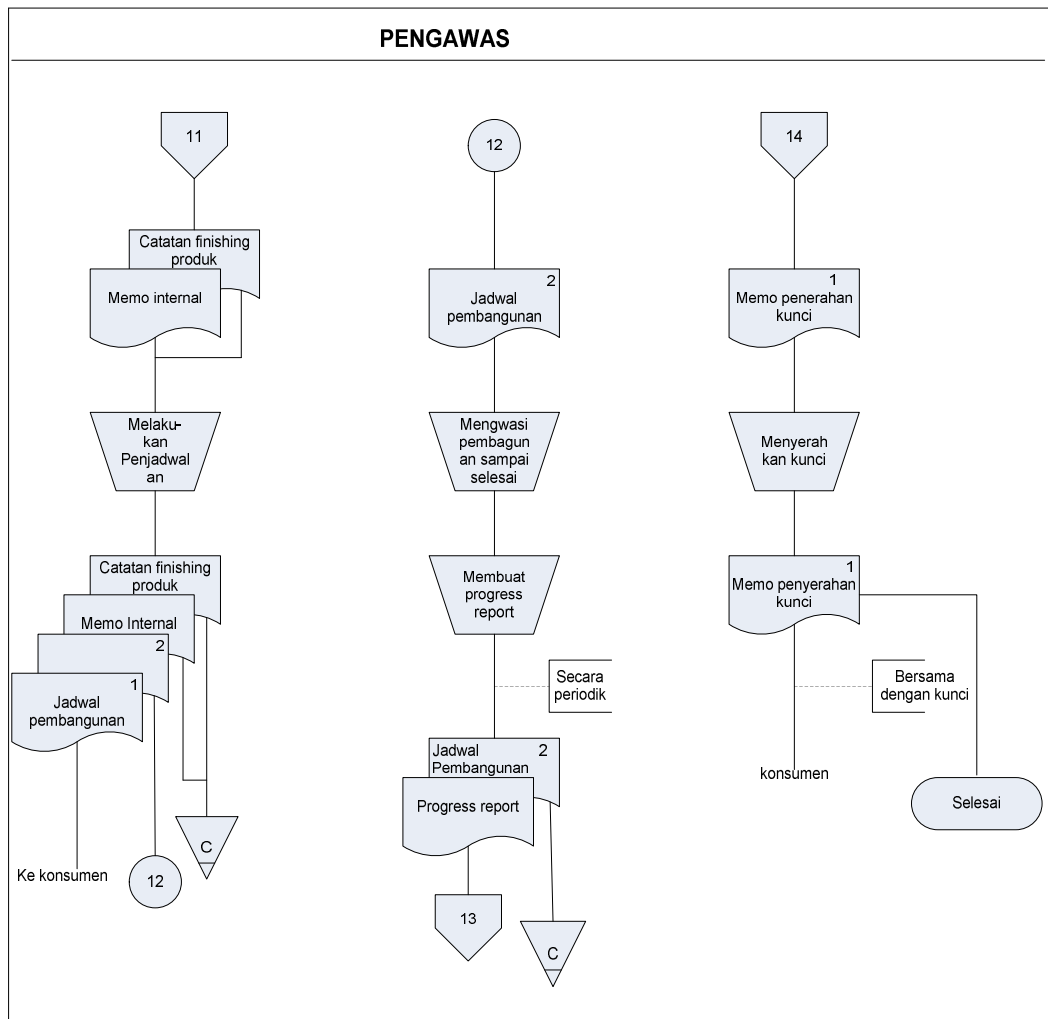 PENGAWAS
11
Catatan finishing
produk
Memo internal
Melaku-
kan
Penjadwal
an
Catatan finishing
produk
Memo Internal
2
1
Jadwal
pembangunan
Ke konsumen
12
C
12
2
Jadwal
pembangunan
Mengwasi
pembagun
an sampai
selesai
Membuat
progress
report
Secara
periodik
Jadwal
Pembangunan
2
Progress report
13
C
14
1
Memo penerahan
kunci
Menyerah
kan kunci
1
Memo penyerahan
kunci
Bersama
dengan kunci
konsumen
Selesai